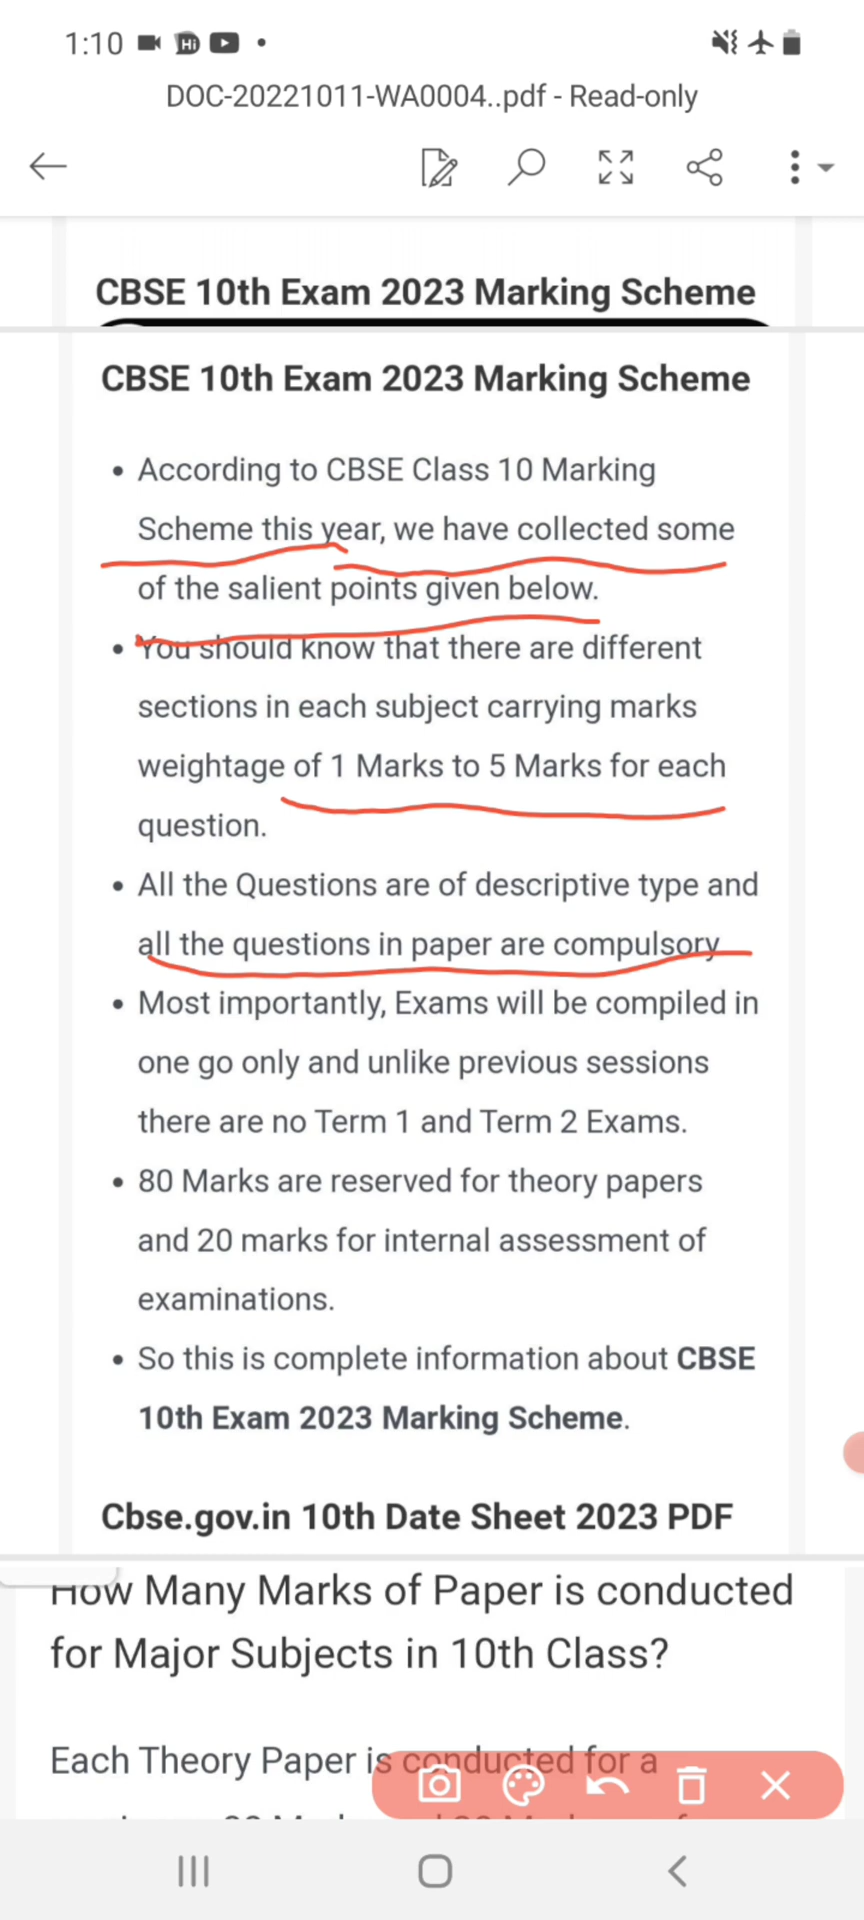 1:10
DOC-20221011-WA0004..pdf - Read-only
CBSE 10th Exam 2023 Marking Scheme
CBSE 10th Exam 2023 Marking Scheme
• According to CBSE Class 10 Marking
Scheme this year, we have collected some
of the salient points given below.
• You should know that there are different
sections in each subject carrying marks
weightage of 1 Marks to 5 Marks for each
question.
• All the Questions are of descriptive type and
all the questions in paper are compulsory
• Most importantly, Exams will be compiled in
one go only and unlike previous sessions
there are no Term 1 and Term 2 Exams.
• 80 Marks are reserved for theory papers
and 20 marks for internal assessment of
examinations.
• So this is complete information about CBSE
10th Exam 2023 Marking Scheme.
Cbse.gov.in 10th Date Sheet 2023 PDF
How Many Marks of Paper is conducted
for Major Subjects in 10th Class?
Each Theory Paper is conducted for a